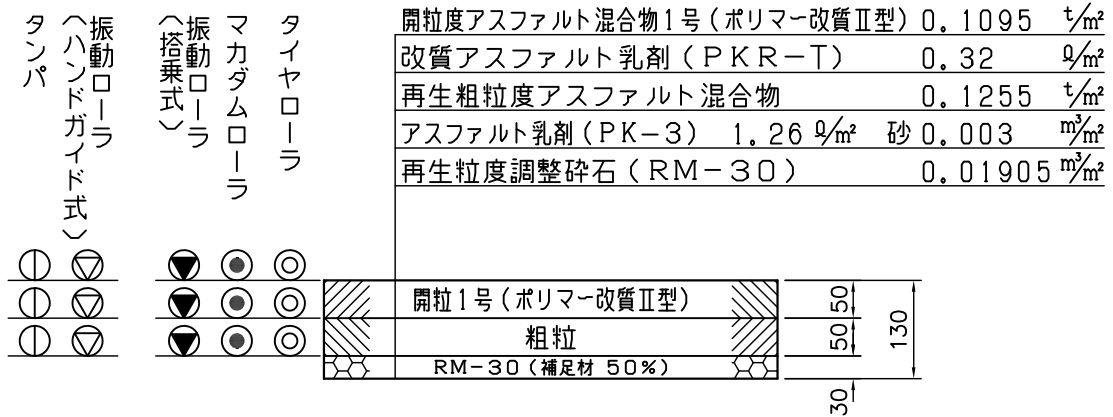 タンパ
振動ローラ
（ハンドガイド式）
振動ローラ
（搭乗式）
マカダムローラ
タイヤローラ
開粒度アスファルト混合物1号（ポリマー改質Ⅱ型） 0.1095 t/m²
改質アスファルト乳剤（PKR−T） 0.32 ℓ/m²
再生粗粒度アスファルト混合物 0.1255 t/m²
アスファルト乳剤（PK−3） 1.26 ℓ/m² 砂 0.003 m³/m²
再生粒度調整砕石（RM−30） 0.01905 m³/m²
開粒1号（ポリマー改質Ⅱ型）
粗粒
RM−30（補足材 50%）
50
50
30
130